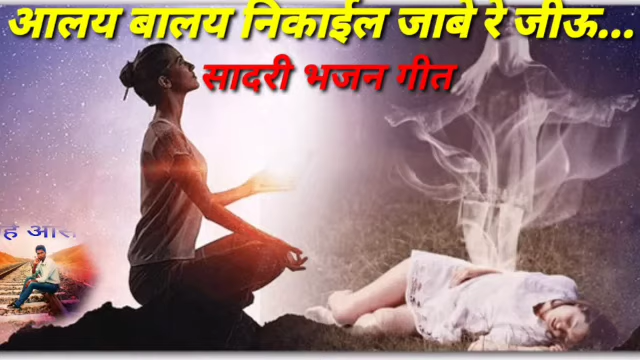 आलय बालय निकाईल जाबे रे जीऊ...
सादरी भजन गीत